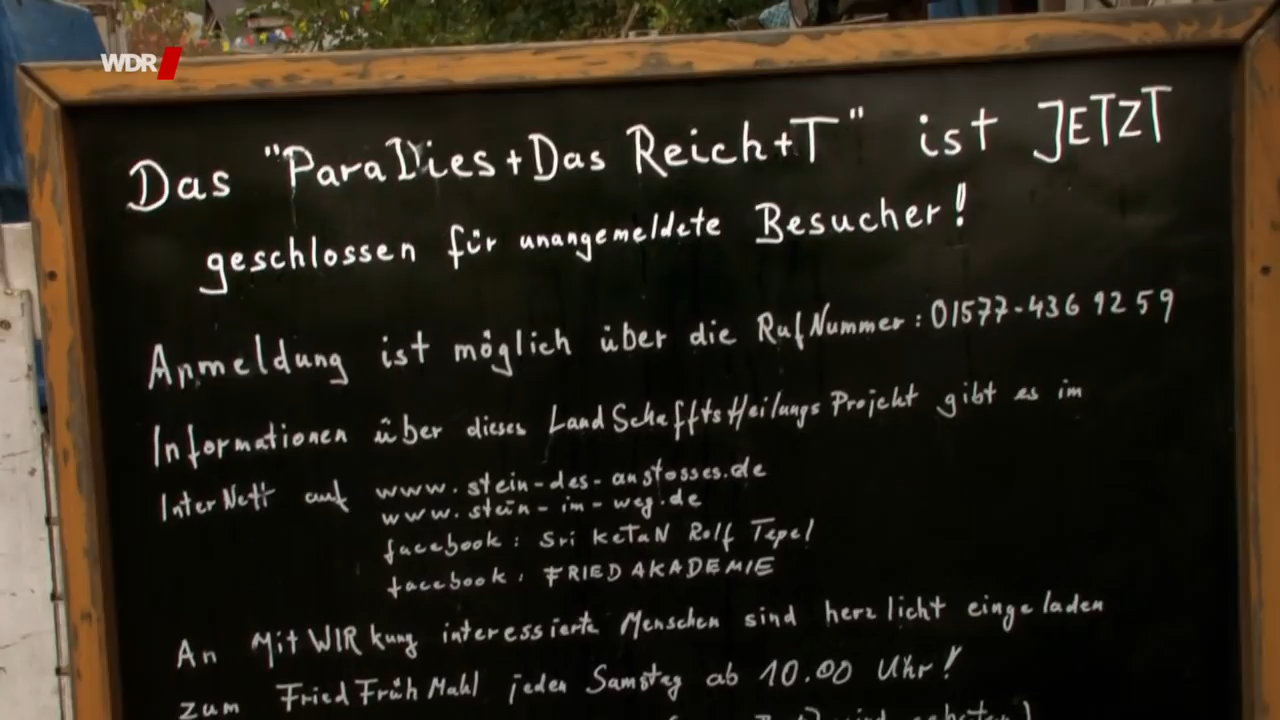 WDR
Das "ParaDies+Das Reich+T" ist JETZT
geschlossen für unangemeldete Besucher!
Anmeldung ist möglich über die RufNummer: 01577-436 92 59
Informationen über dieses LandSchafftsHeilungsProjekt gibt es im
InterNett auf www.stein-des-anstosses.de
www.stein-im-weg.de
facebook: Sri KeTaN Rolf Tepel
facebook: FRIEDAKADEMIE
An MitWIRkung interessierte Menschen sind herzlicht eingeladen
zum FriedFrühMahl jeden Samstag ab 10.00 Uhr!